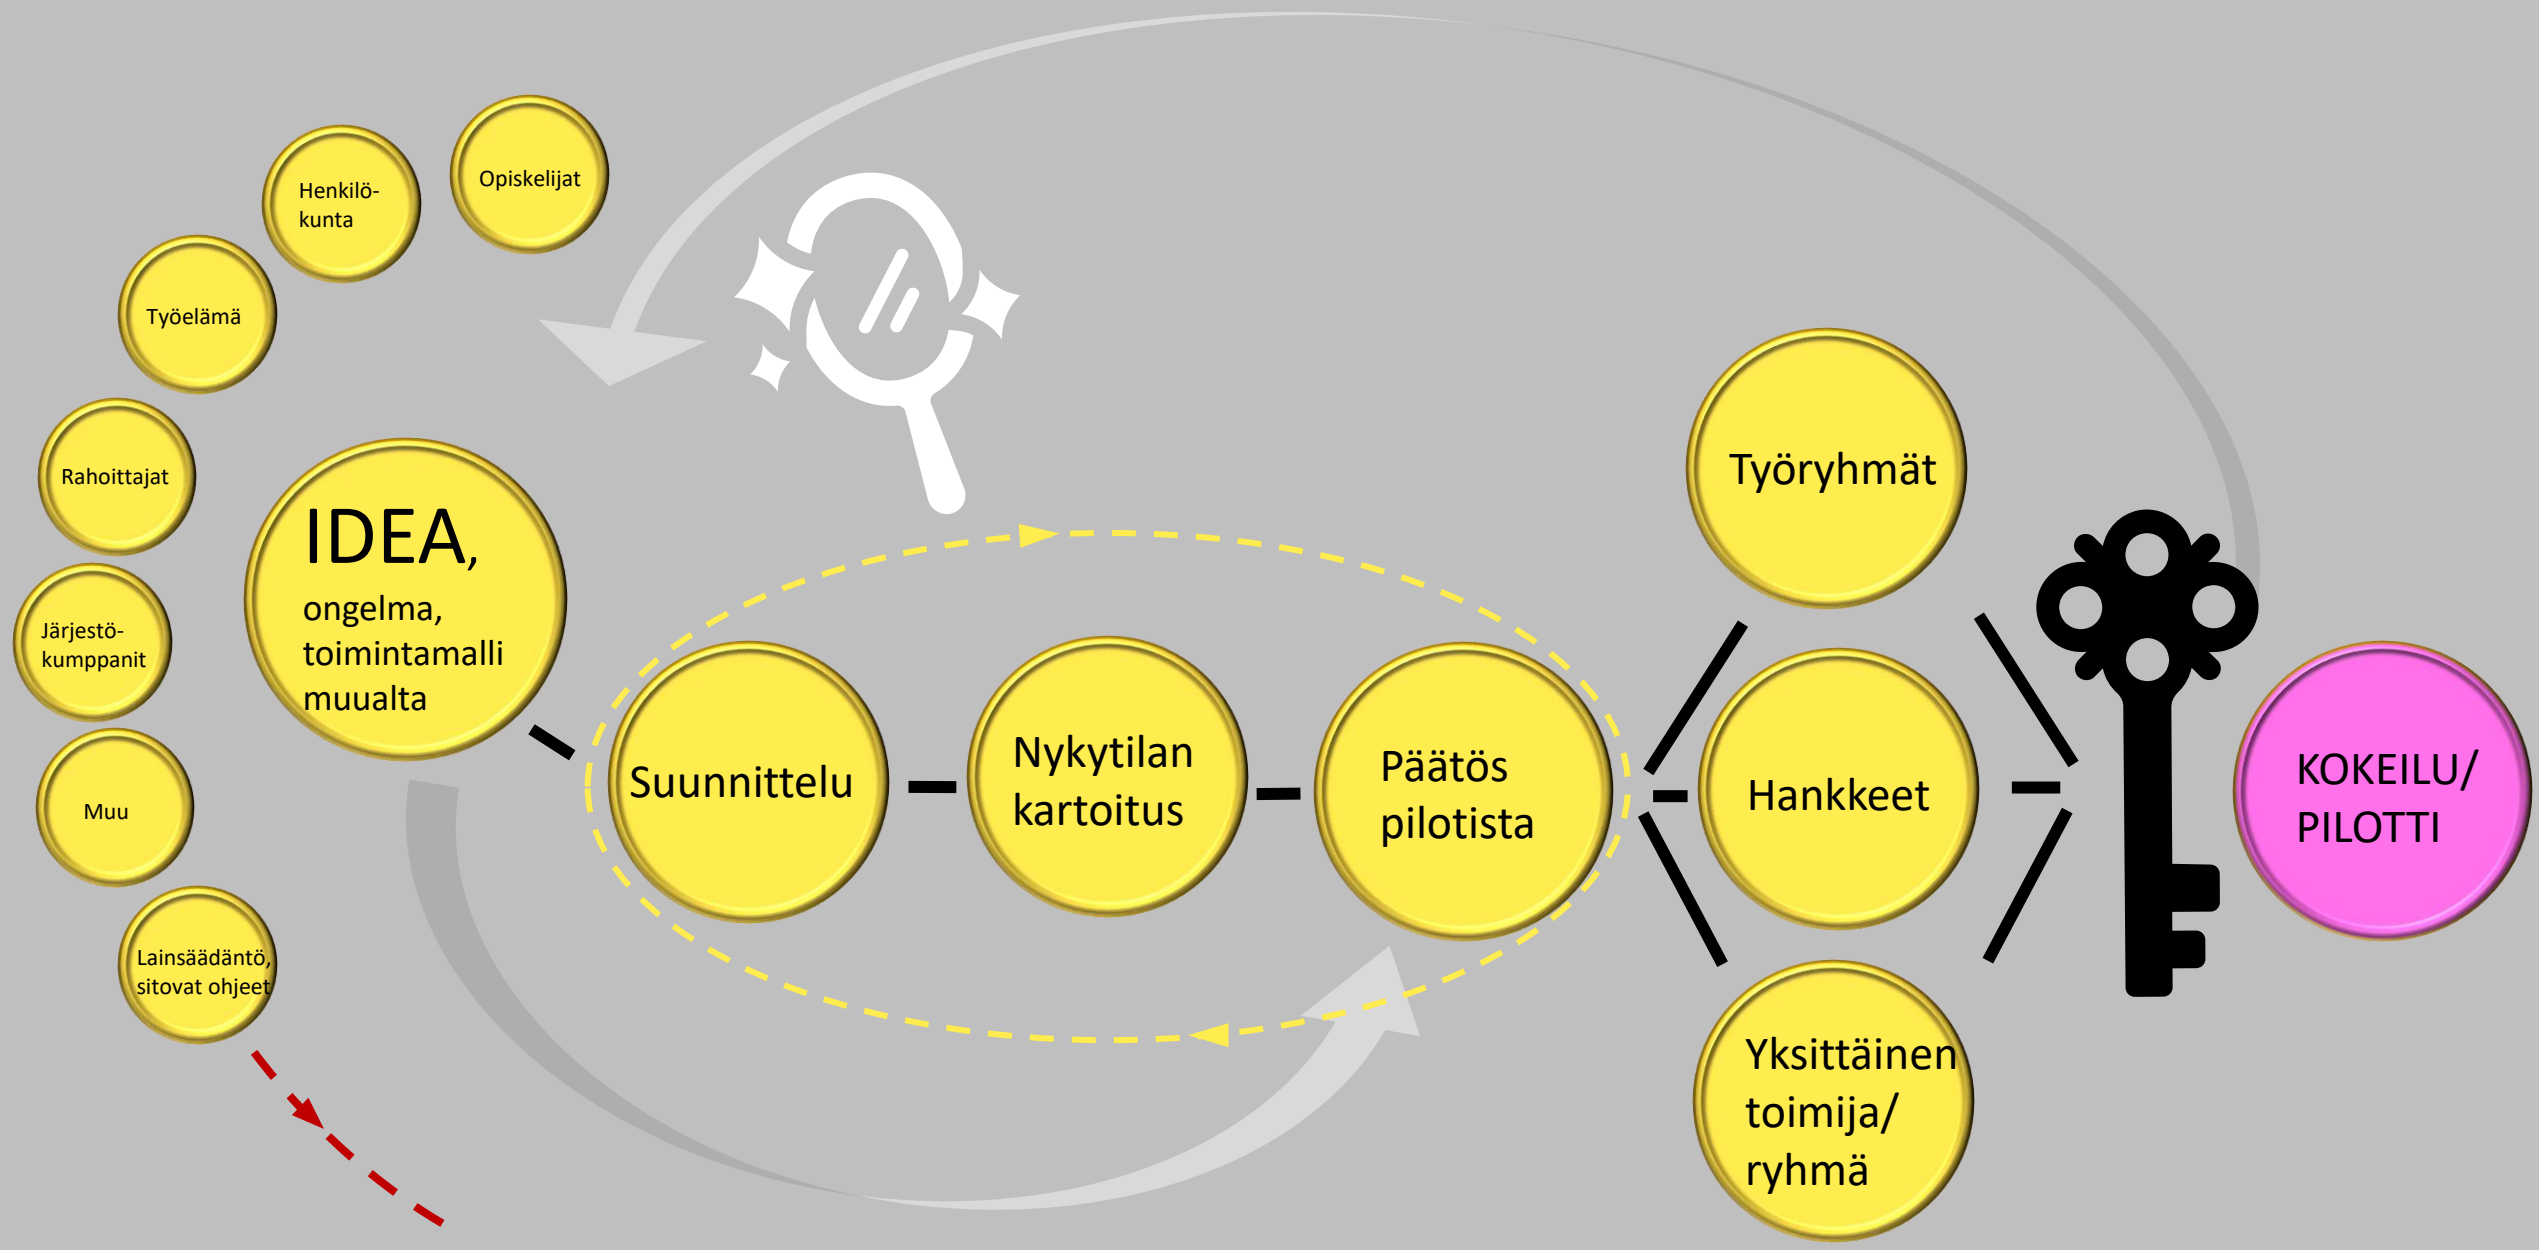 Opiskelijat
Henkilö-
kunta
Työelämä
Rahoittajat
Järjestö-
kumppanit
Muu
Lainsäädäntö,
sitovat ohjeet
IDEA,
ongelma,
toimintamalli
muualta
Suunnittelu
Nykytilan
kartoitus
Päätös
pilotista
Työryhmät
Hankkeet
Yksittäinen
toimija/
ryhmä
KOKEILU/
PILOTTI